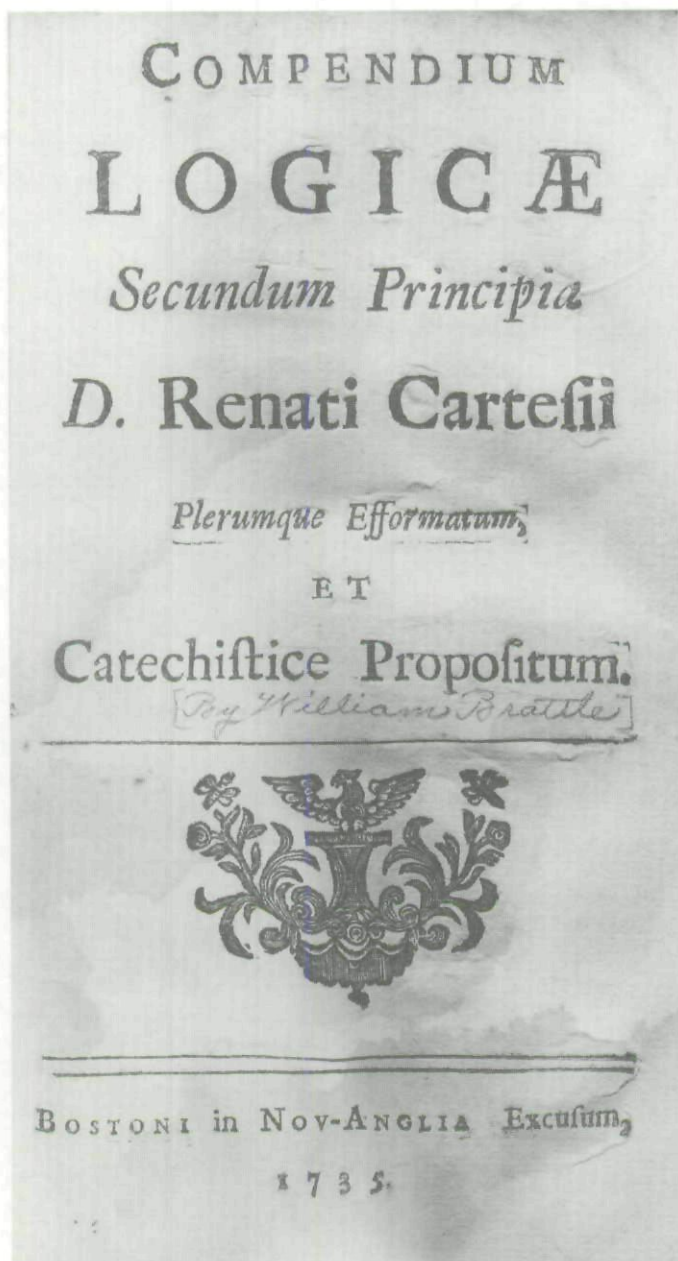 COMPENDIUM
LOGICÆ
Secundum Principia
D. Renati Carteſii
Plerumque Efformatum,
ET
Catechiſtice Propoſitum.
[By William Brattle]
BOSTONI in NOV-ANGLIA Excuſum,
1735.